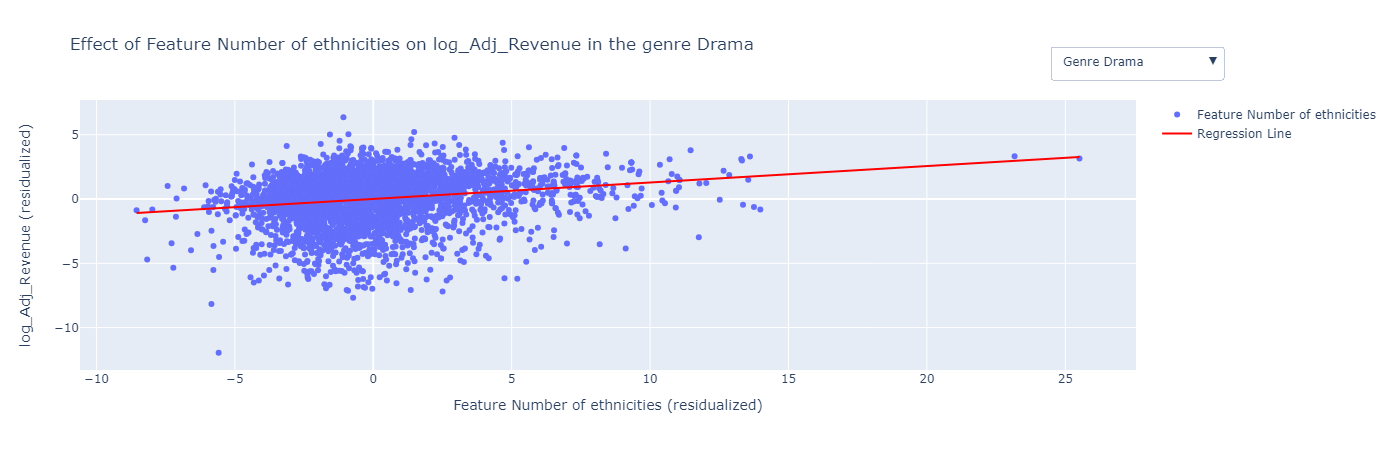 Effect of Feature Number of ethnicities on log_Adj_Revenue in the genre Drama
Genre Drama ▼
Feature Number of ethnicities
Regression Line
log_Adj_Revenue (residualized)
5
0
−5
−10
−10 −5 0 5 10 15 20 25
Feature Number of ethnicities (residualized)